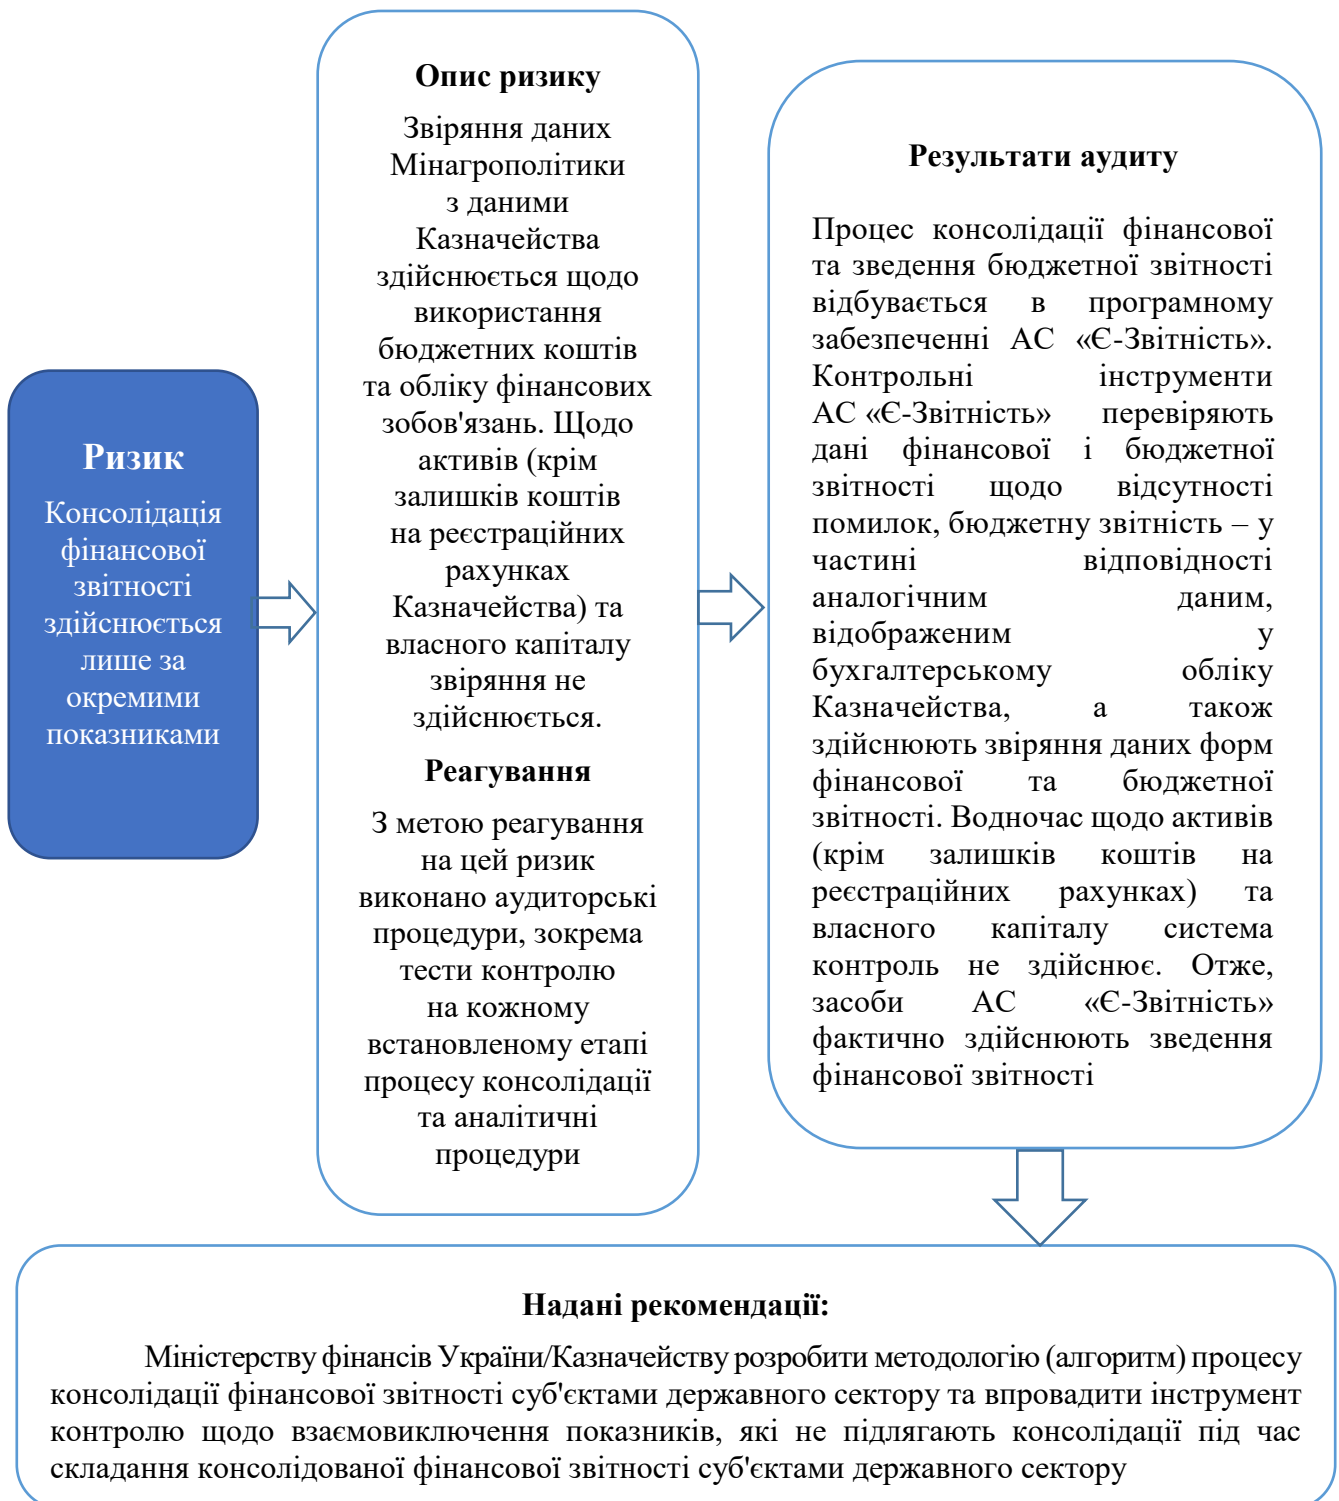 Ризик
Консолідація
фінансової
звітності
здійснюється
лише за
окремими
показниками
Опис ризику
Звіряння даних
Мінагрополітики
з даними
Казначейства
здійснюється щодо
використання
бюджетних коштів
та обліку фінансових
зобов'язань. Щодо
активів (крім
залишків коштів
на реєстраційних
рахунках
Казначейства) та
власного капіталу
звіряння не
здійснюється.
Реагування
З метою реагування
на цей ризик
виконано аудиторські
процедури, зокрема
тести контролю
на кожному
встановленому етапі
процесу консолідації
та аналітичні
процедури
Результати аудиту
Процес консолідації фінансової
та зведення бюджетної звітності
відбувається в програмному
забезпеченні АС «Є-Звітність».
Контрольні інструменти
АС «Є-Звітність» перевіряють
дані фінансової і бюджетної
звітності щодо відсутності
помилок, бюджетну звітність – у
частині відповідності
аналогічним даним,
відображеним у
бухгалтерському обліку
Казначейства, а також
здійснюють звіряння даних форм
фінансової та бюджетної
звітності. Водночас щодо активів
(крім залишків коштів на
реєстраційних рахунках) та
власного капіталу система
контроль не здійснює. Отже,
засоби АС «Є-Звітність»
фактично здійснюють зведення
фінансової звітності
Надані рекомендації:
Міністерству фінансів України/Казначейству розробити методологію (алгоритм) процесу
консолідації фінансової звітності суб'єктами державного сектору та впровадити інструмент
контролю щодо взаємовиключення показників, які не підлягають консолідації під час
складання консолідованої фінансової звітності суб'єктами державного сектору